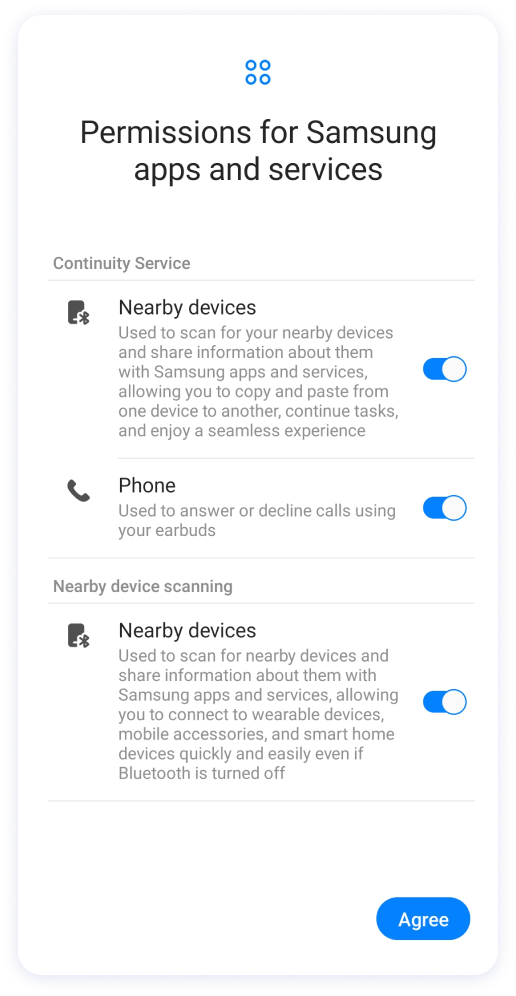 Permissions for Samsung
apps and services
Continuity Service
Nearby devices
Used to scan for your nearby devices
and share information about them
with Samsung apps and services,
allowing you to copy and paste from
one device to another, continue tasks,
and enjoy a seamless experience
Phone
Used to answer or decline calls using
your earbuds
Nearby device scanning
Nearby devices
Used to scan for nearby devices and
share information about them with
Samsung apps and services, allowing
you to connect to wearable devices,
mobile accessories, and smart home
devices quickly and easily even if
Bluetooth is turned off
Agree